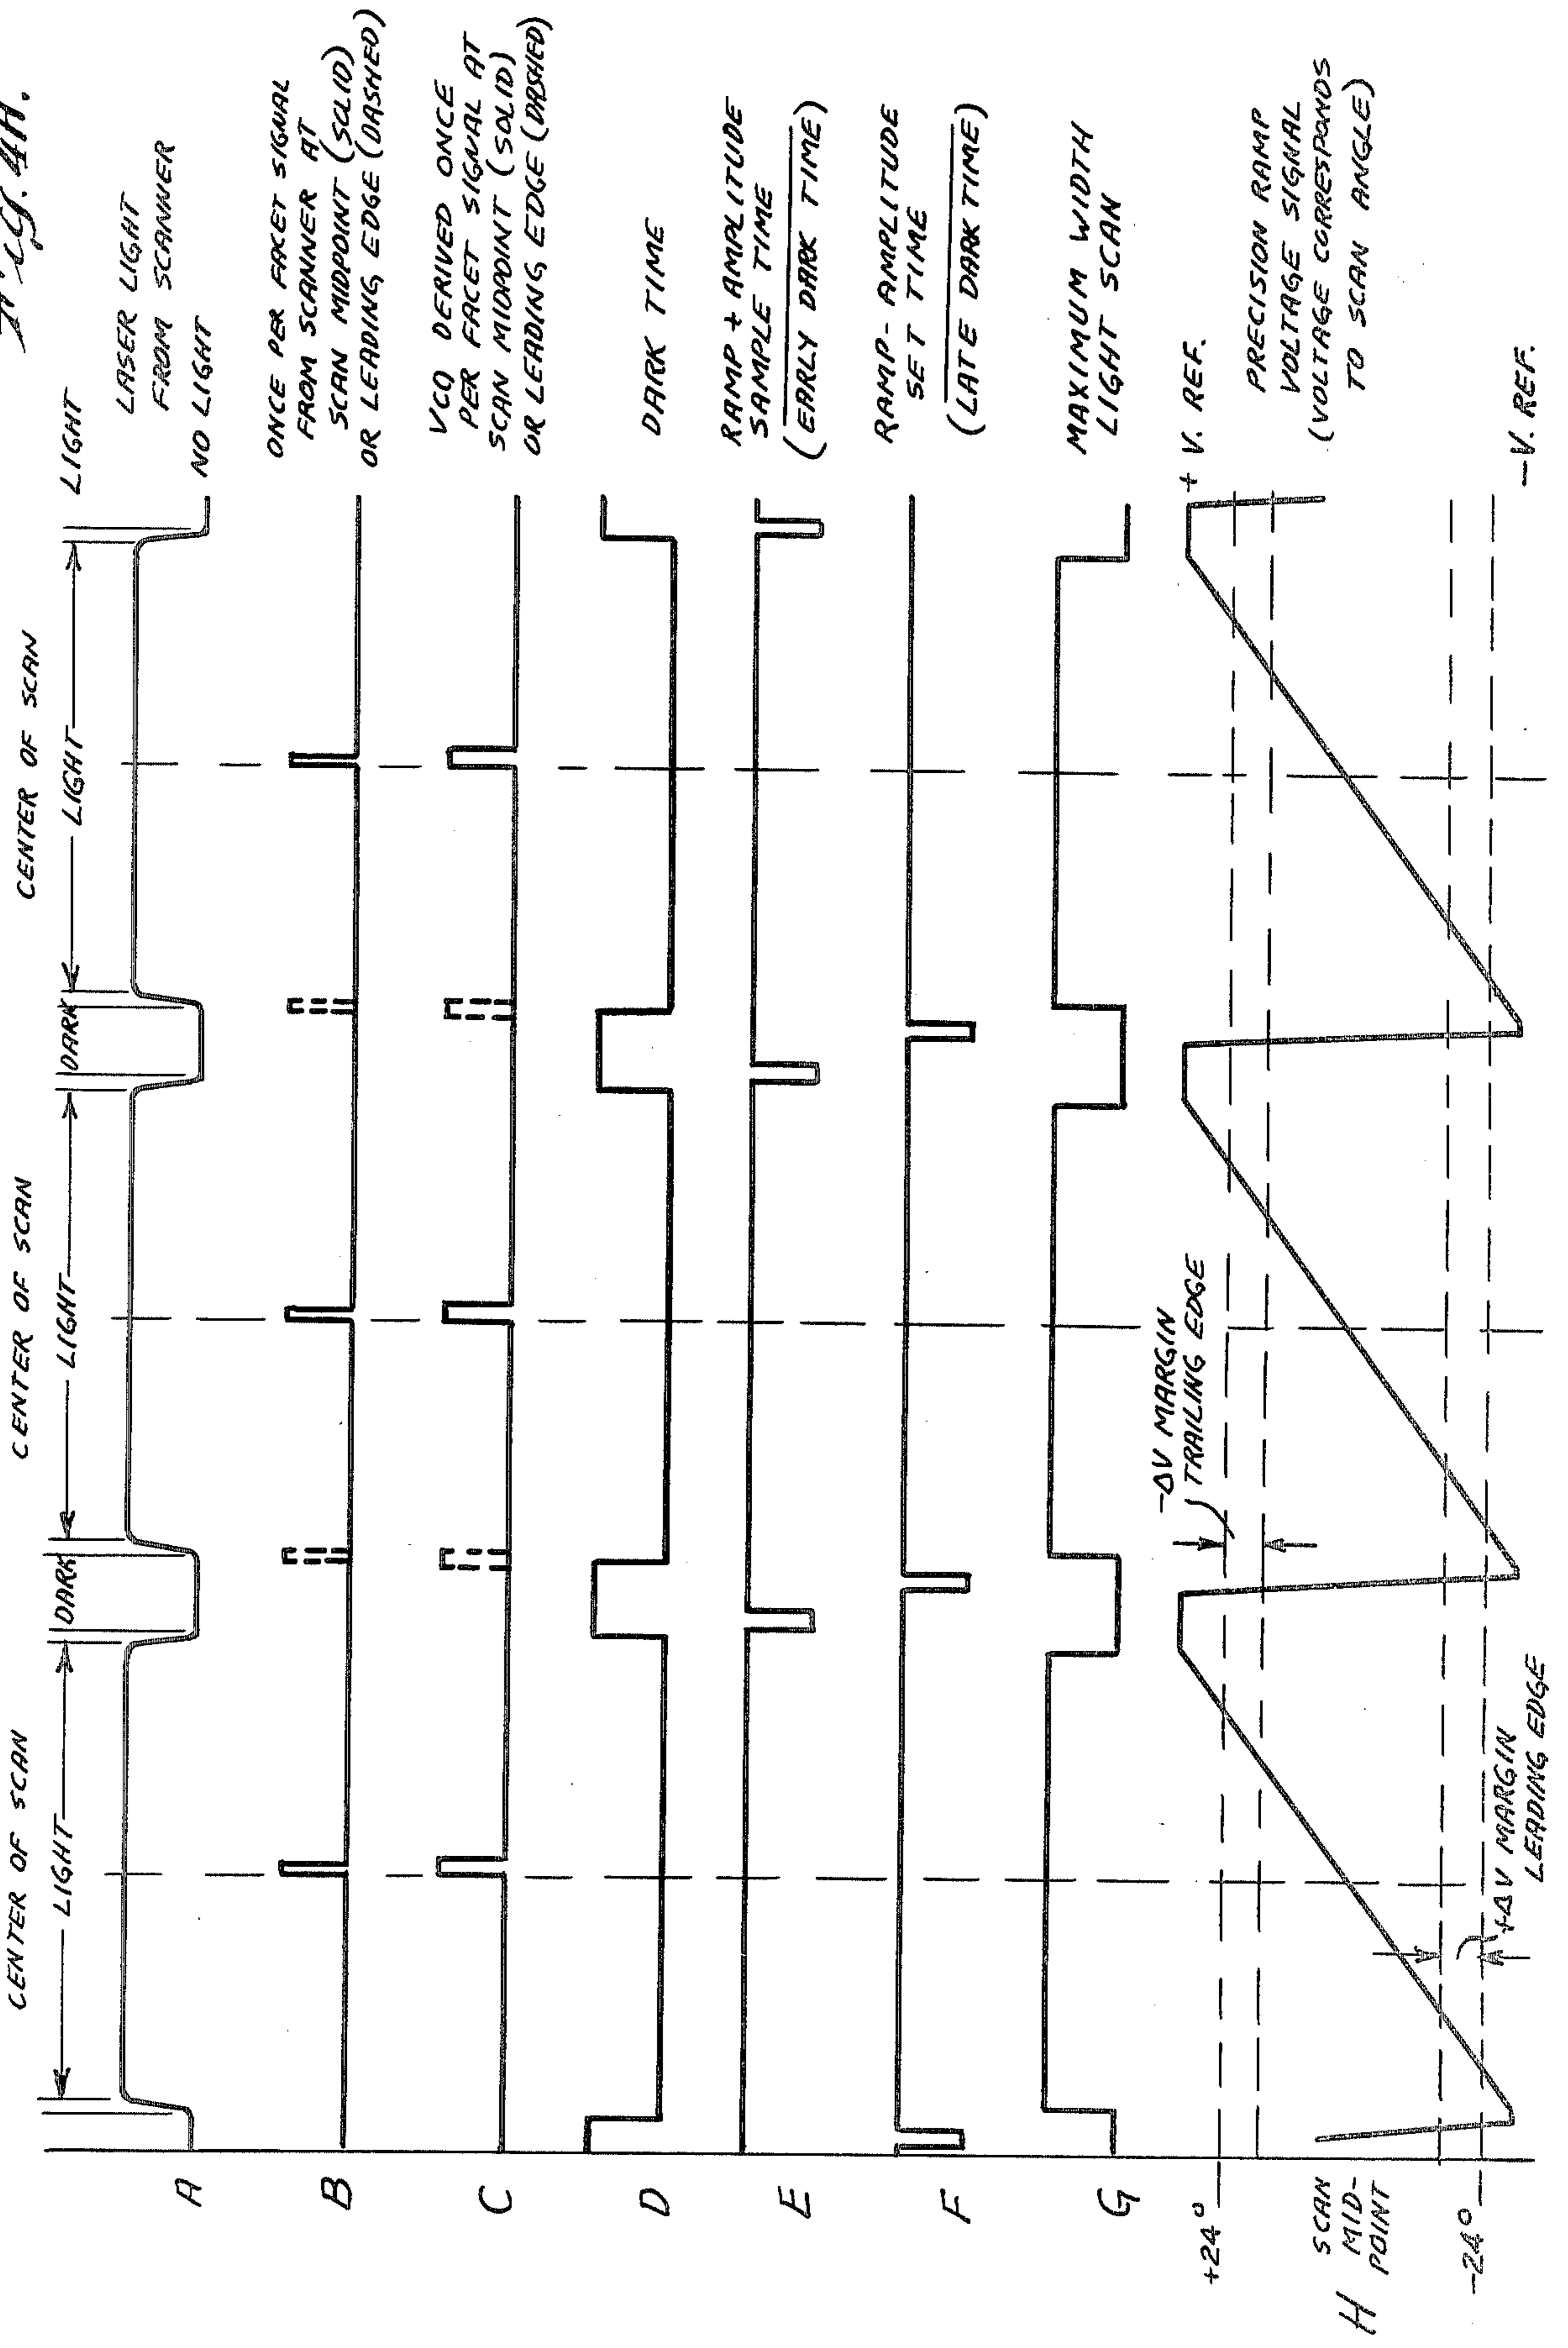 Fig. 4A.
CENTER OF SCAN
CENTER OF SCAN
CENTER OF SCAN
LIGHT
DARK
LIGHT
DARK
LIGHT
LIGHT
LASER LIGHT
FROM SCANNER
NO LIGHT
A
ONCE PER FACET SIGNAL
FROM SCANNER AT
SCAN MIDPOINT (SOLID)
OR LEADING EDGE (DASHED)
B
VCO DERIVED ONCE
PER FACET SIGNAL AT
SCAN MIDPOINT (SOLID)
OR LEADING EDGE (DASHED)
C
DARK TIME
D
RAMP + AMPLITUDE
SAMPLE TIME
(EARLY DARK TIME)
E
RAMP - AMPLITUDE
SET TIME
(LATE DARK TIME)
F
MAXIMUM WIDTH
LIGHT SCAN
G
-ΔV MARGIN
TRAILING EDGE
+ V. REF.
+24°
PRECISION RAMP
VOLTAGE SIGNAL
(VOLTAGE CORRESPONDS
TO SCAN ANGLE)
SCAN
MID-
POINT
H
-24°
+ΔV MARGIN
LEADING EDGE
-V. REF.